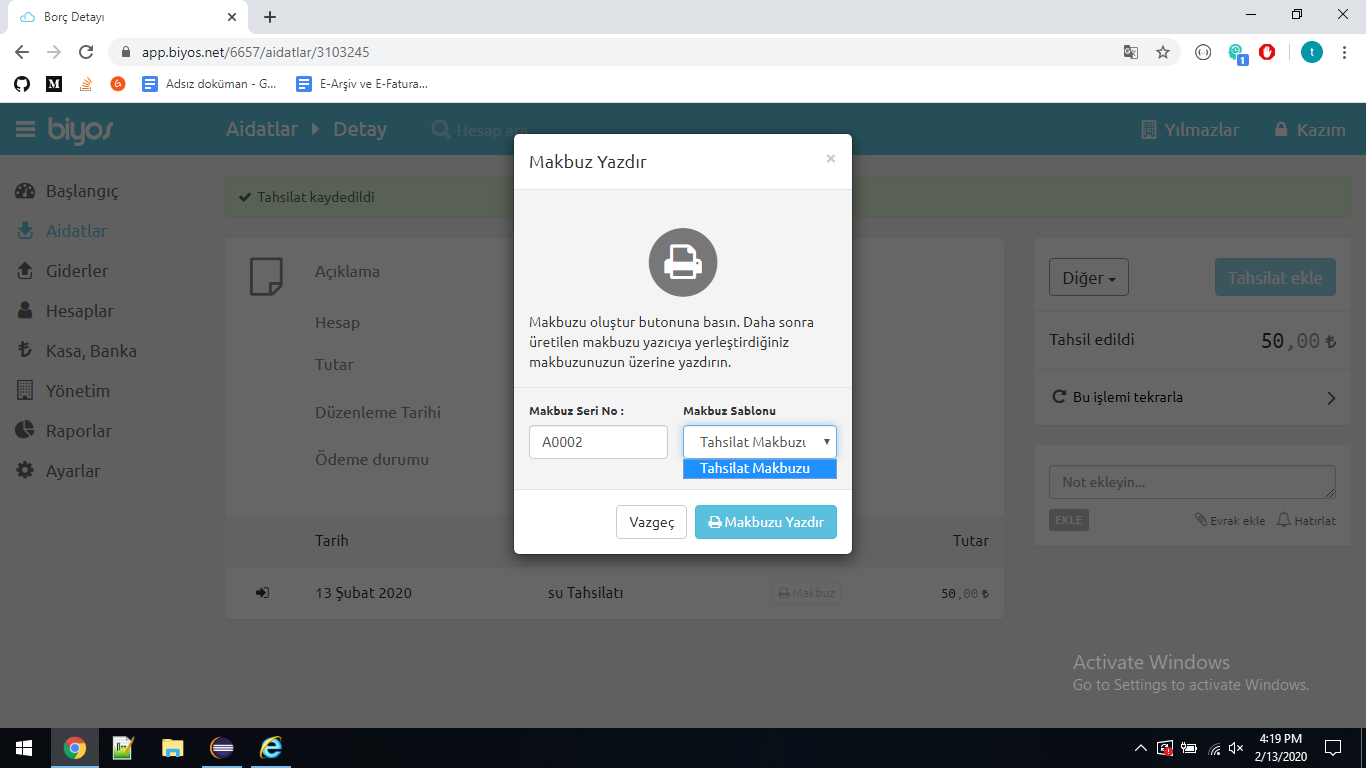 Borç Detayı
app.biyos.net/6657/aidatlar/3103245
1
t
M
Adsız doküman - G...
E-Arşiv ve E-Fatura...
biyos
Aidatlar
Detay
Hesap ara
Yılmazlar
Kazım
Başlangıç
Aidatlar
Giderler
Hesaplar
Kasa, Banka
Yönetim
Raporlar
Ayarlar
Tahsilat kaydedildi
Açıklama
Hesap
Tutar
Düzenleme Tarihi
Ödeme durumu
Tarih
Tutar
13 Şubat 2020
su Tahsilatı
Makbuz
50,00 ₺
Makbuz Yazdır
×
Makbuzu oluştur butonuna basın. Daha sonra
üretilen makbuzu yazıcıya yerleştirdiğiniz
makbuzunuzun üzerine yazdırın.
Makbuz Seri No :
Makbuz Sablonu
A0002
Tahsilat Makbuzu
Tahsilat Makbuzu
Vazgeç
Makbuzu Yazdır
Diğer
Tahsilat ekle
Tahsil edildi
50,00 ₺
Bu işlemi tekrarla
Not ekleyin...
EKLE
Evrak ekle
Hatırlat
Activate Windows
Go to Settings to activate Windows.
4:19 PM
2/13/2020